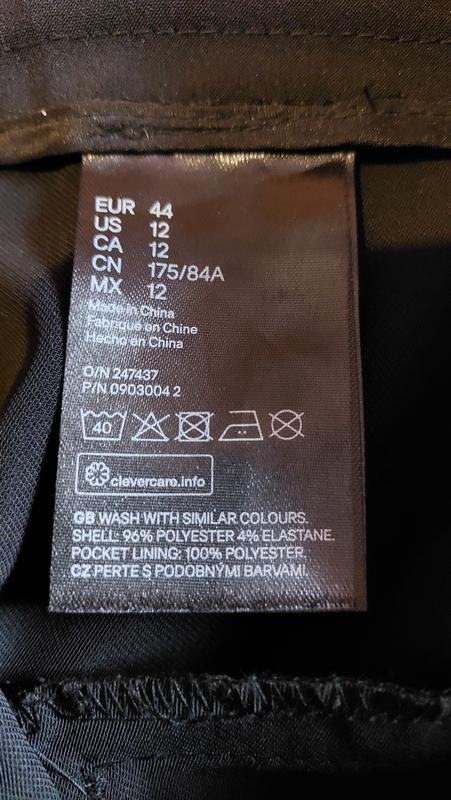 EUR 44
US 12
CA 12
CN 175/84A
MX 12
Made in China
Fabriqué en Chine
Hecho en China
O/N 247437
P/N 0903004 2
40
clevercare.info
GB WASH WITH SIMILAR COLOURS.
SHELL: 96% POLYESTER 4% ELASTANE.
POCKET LINING: 100% POLYESTER.
CZ PERTE S PODOBNÝMI BARVAMI.